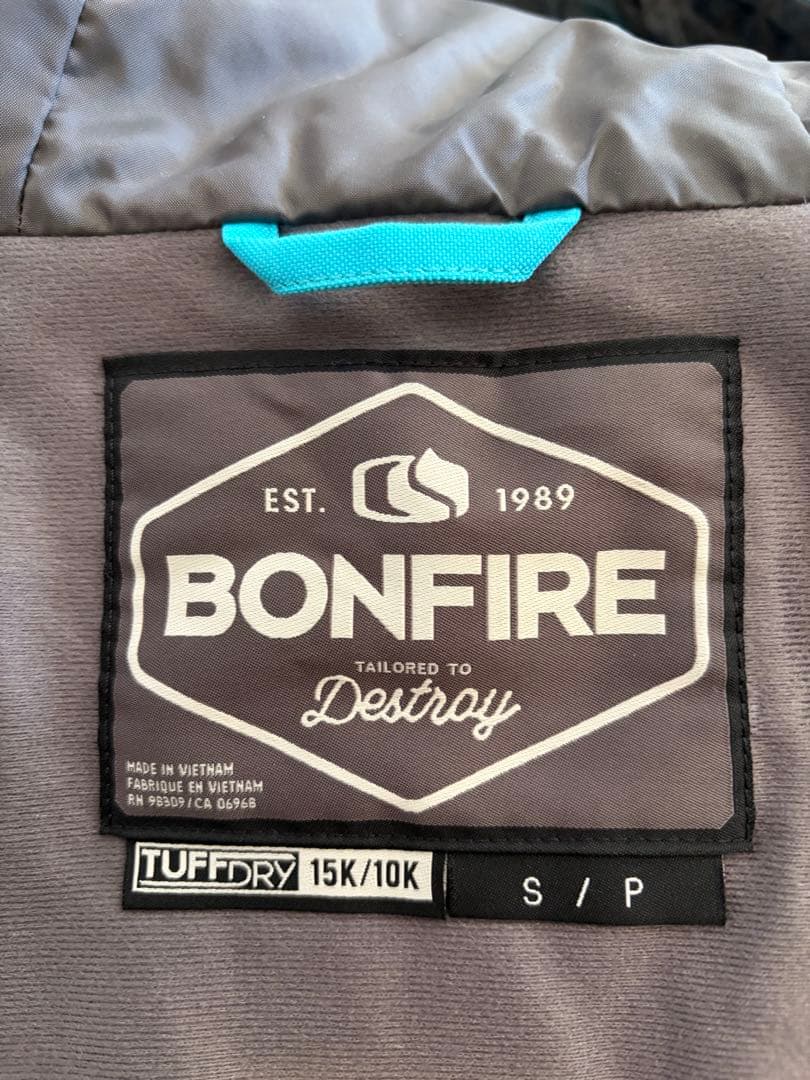 EST. 1989
BONFIRE
TAILORED TO
Destroy
MADE IN VIETNAM
FABRIQUE EN VIETNAM
RN 98309/CA 06968
TUFFDRY 15K/10K
S / P